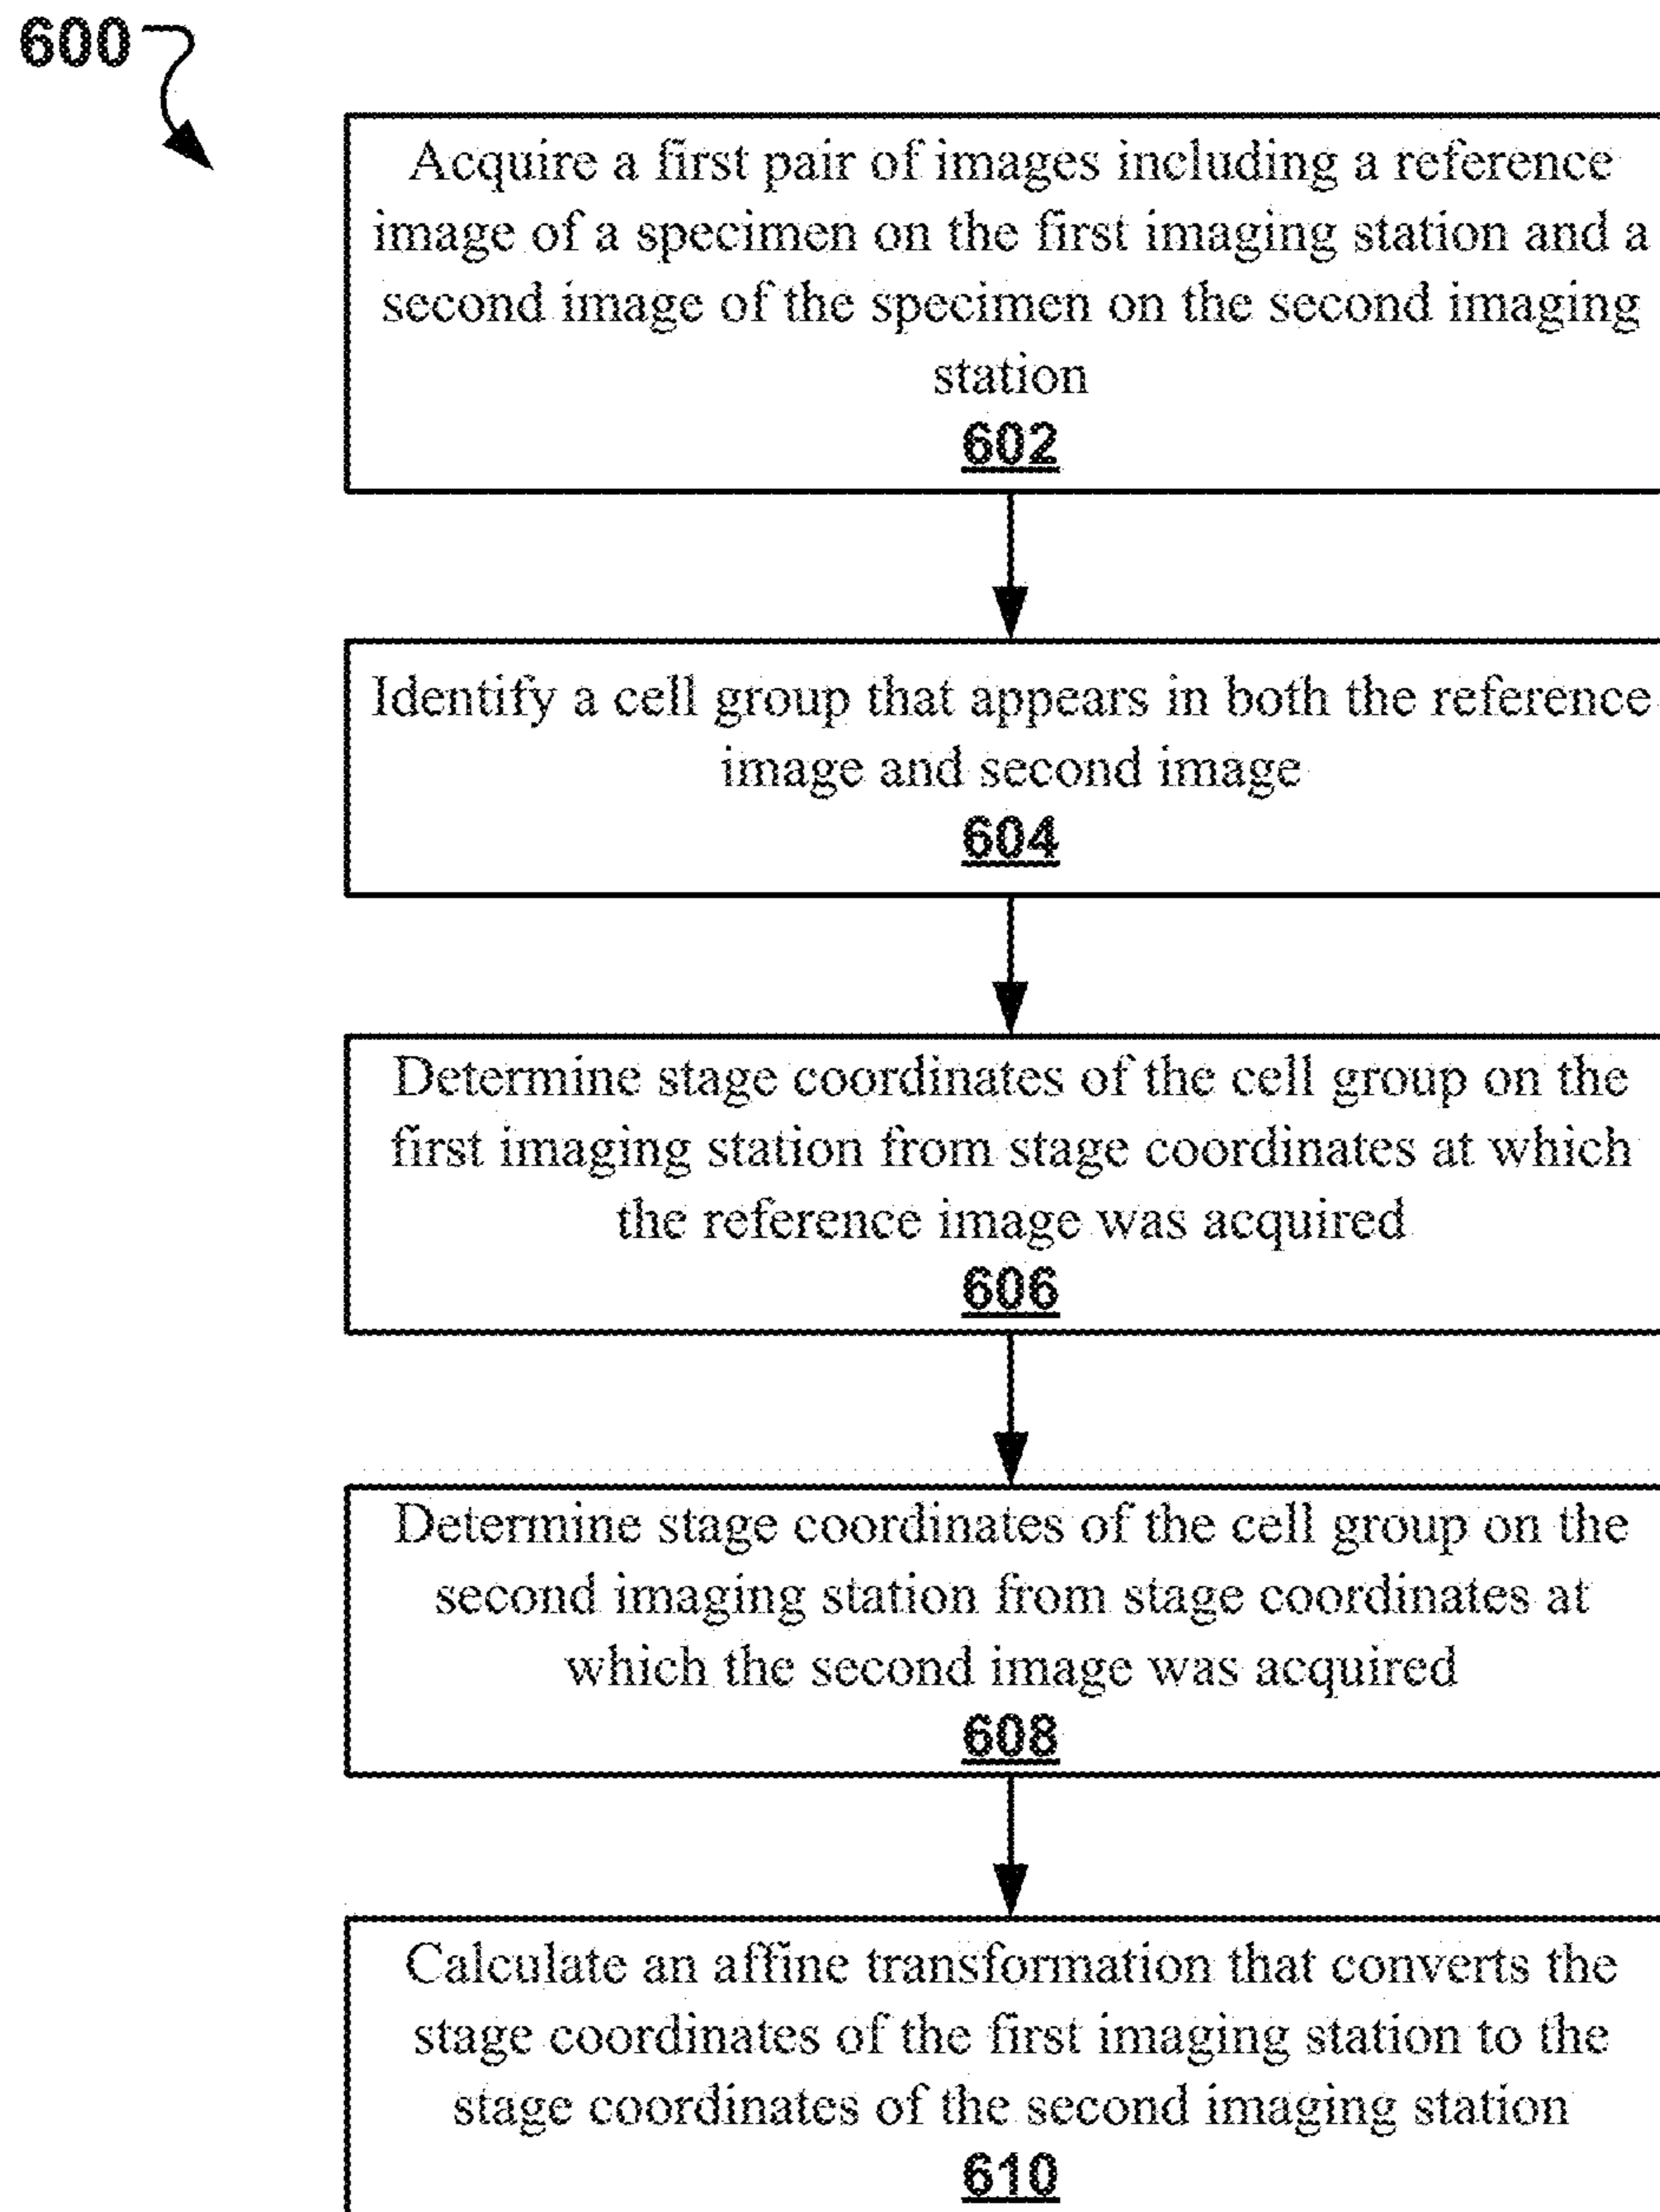 600
Acquire a first pair of images including a reference
image of a specimen on the first imaging station and a
second image of the specimen on the second imaging
station
602
Identify a cell group that appears in both the reference
image and second image
604
Determine stage coordinates of the cell group on the
first imaging station from stage coordinates at which
the reference image was acquired
606
Determine stage coordinates of the cell group on the
second imaging station from stage coordinates at
which the second image was acquired
608
Calculate an affine transformation that converts the
stage coordinates of the first imaging station to the
stage coordinates of the second imaging station
610